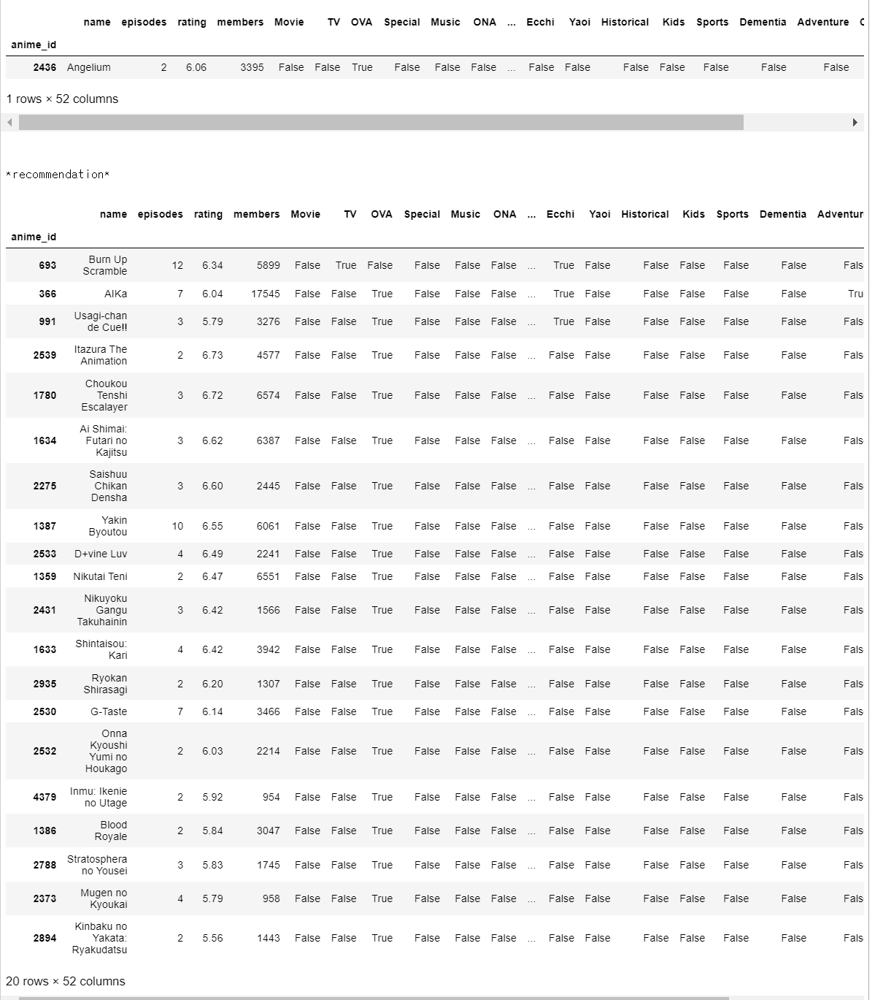 name episodes rating members Movie TV OVA Special Music ONA ... Ecchi Yaoi Historical Kids Sports Dementia Adventure
anime_id
2436 Angelium 2 6.06 3395 False False True False False False ... False False False False False False False
1 rows × 52 columns
*recommendation*
name episodes rating members Movie TV OVA Special Music ONA ... Ecchi Yaoi Historical Kids Sports Dementia Adventur
anime_id
693 Burn Up Scramble 12 6.34 5899 False True False False False False ... True False False False False False Fals
366 AIKa 7 6.04 17545 False False True False False False ... True False False False False False Tru
991 Usagi-chan de Cue!! 3 5.79 3276 False False True False False False ... True False False False False False Fals
2539 Itazura The Animation 2 6.73 4577 False False True False False False ... False False False False False False Fals
1780 Choukou Tenshi Escalayer 3 6.72 6574 False False True False False False ... False False False False False False Fals
1634 Ai Shimai: Futari no Kajitsu 3 6.62 6387 False False True False False False ... False False False False False False Fals
2275 Saishuu Chikan Densha 3 6.60 2445 False False True False False False ... False False False False False False Fals
1387 Yakin Byoutou 10 6.55 6061 False False True False False False ... False False False False False False Fals
2533 D+vine Luv 4 6.49 2241 False False True False False False ... False False False False False False Fals
1359 Nikutai Teni 2 6.47 6551 False False True False False False ... False False False False False False Fals
2431 Nikuyoku Gangu Takuhainin 3 6.42 1566 False False True False False False ... False False False False False False Fals
1633 Shintaisou: Kari 4 6.42 3942 False False True False False False ... False False False False False False Fals
2935 Ryokan Shirasagi 2 6.20 1307 False False True False False False ... False False False False False False Fals
2530 G-Taste 7 6.14 3466 False False True False False False ... False False False False False False Fals
2532 Onna Kyoushi Yumi no Houkago 2 6.03 2214 False False True False False False ... False False False False False False Fals
4379 Inmu: Ikenie no Utage 2 5.92 954 False False True False False False ... False False False False False False Fals
1386 Blood Royale 2 5.84 3047 False False True False False False ... False False False False False False Fals
2788 Stratosphera no Yousei 3 5.83 1745 False False True False False False ... False False False False False False Fals
2373 Mugen no Kyoukai 4 5.79 958 False False True False False False ... False False False False False False Fals
2894 Kinbaku no Yakata: Ryakudatsu 2 5.56 1443 False False True False False False ... False False False False False False Fals
20 rows × 52 columns